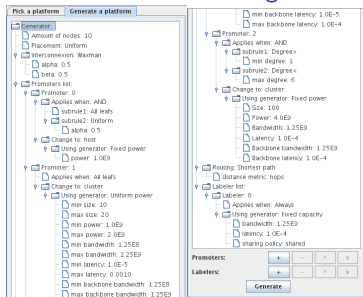 Pick a platform
Generate a platform
Generator:
Amount of nodes: 10
Placement: Uniform
Interconnexion: Waxman
alpha: 0.5
beta: 0.5
Promoters list:
Promoter: 0
Applies when: AND
subrule1: All leafs
subrule2: Uniform
alpha: 0.5
Change to: host
Using generator: Fixed power
power: 1.0E9
Promoter: 1
Applies when: All leafs
Change to: cluster
Using generator: Uniform power
min size: 10
max size: 20
min power: 1.0E9
max power: 2.0E9
min bandwidth: 1.25E8
max bandwidth: 1.25E9
min latency: 1.0E-5
max latency: 0.0010
min backbone bandwidth: 1.25E8
max backbone bandwidth: 1.25E9
min backbone latency: 1.0E-5
max backbone latency: 1.0E-4
Promoter: 2
Applies when: AND
subrule1: Degree>
min degree: 1
subrule2: Degree<
max degree: 6
Change to: cluster
Using generator: Fixed power
Size: 100
Power: 4.0E9
Bandwidth: 1.25E9
Latency: 1.0E-4
Backbone bandwidth: 1.25E9
Backbone latency: 1.0E-4
Routing: Shortest path
distance metric: hops
Labeler list:
Labeler: 0
Applies when: Always
Using generator: Fixed capacity
bandwidth: 1.25E9
latency: 1.0E-4
sharing policy: shared
Promoters: + - ^ v
Labelers: + - ^ v
Generate